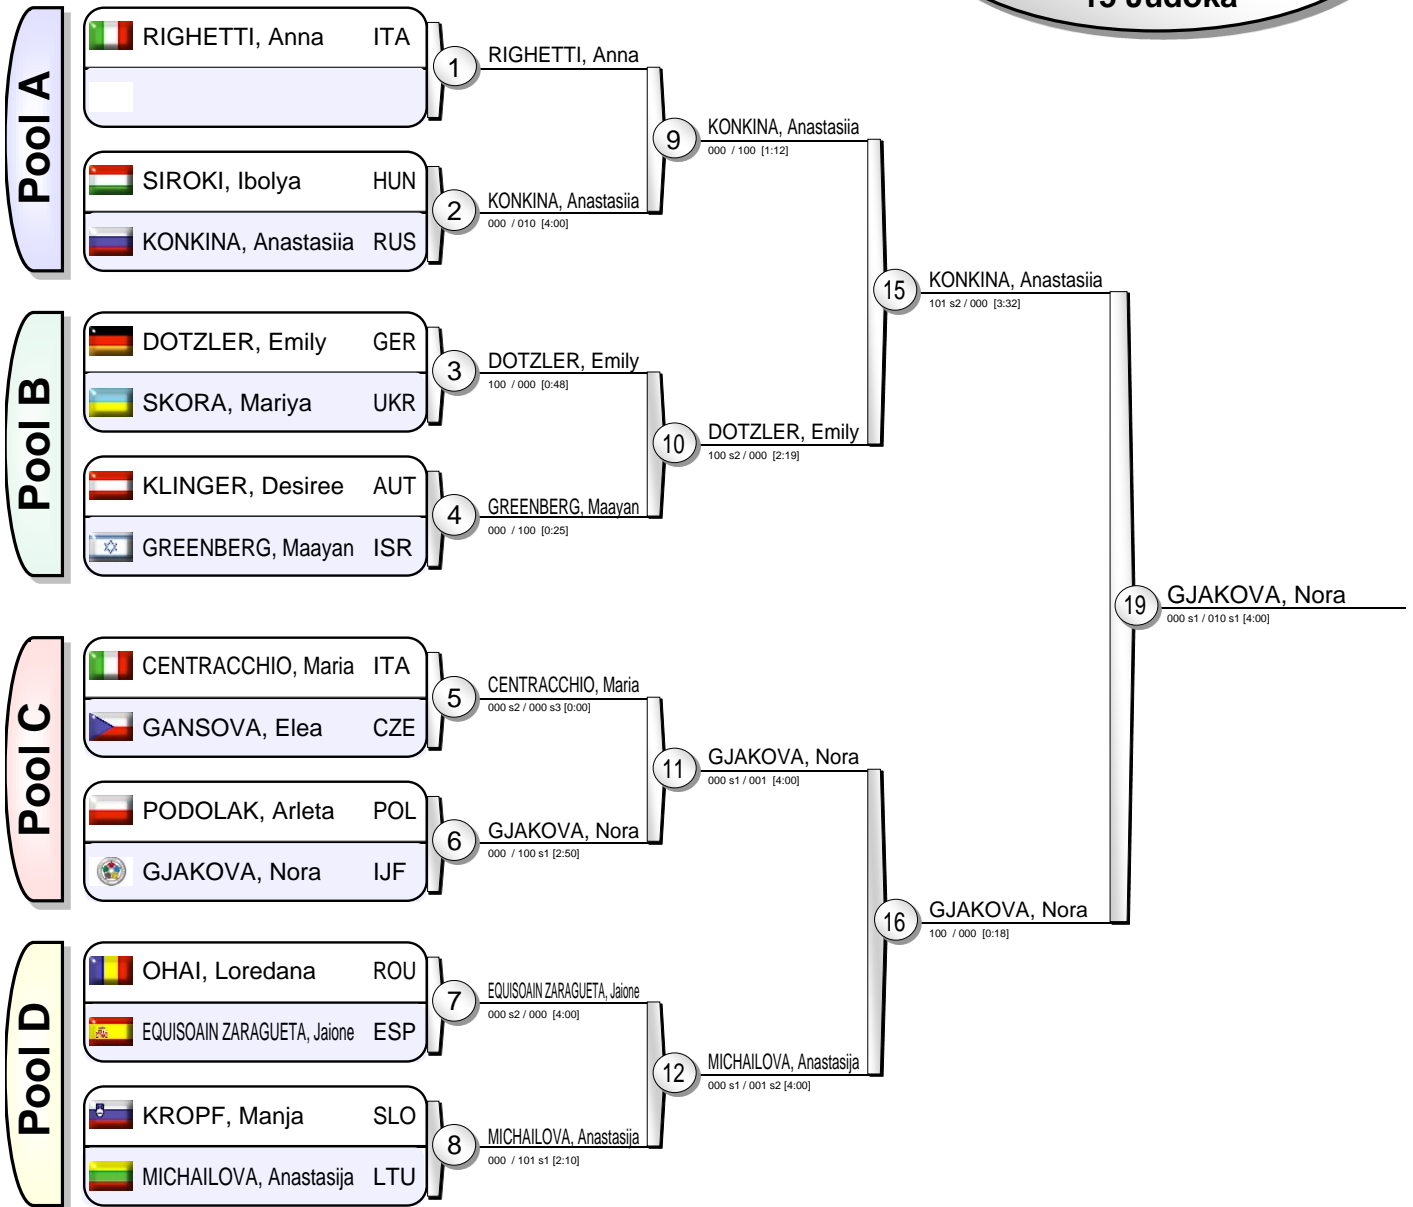 15 Judoka
Pool A
RIGHETTI, Anna ITA
SIROKI, Ibolya HUN
KONKINA, Anastasiia RUS
1
RIGHETTI, Anna
2
KONKINA, Anastasiia
000 / 010 [4:00]
9
KONKINA, Anastasiia
000 / 100 [1:12]
Pool B
DOTZLER, Emily GER
SKORA, Mariya UKR
KLINGER, Desiree AUT
GREENBERG, Maayan ISR
3
DOTZLER, Emily
100 / 000 [0:48]
4
GREENBERG, Maayan
000 / 100 [0:25]
10
DOTZLER, Emily
100 s2 / 000 [2:19]
15
KONKINA, Anastasiia
101 s2 / 000 [3:32]
Pool C
CENTRACCHIO, Maria ITA
GANSOVA, Elea CZE
PODOLAK, Arleta POL
GJAKOVA, Nora IJF
5
CENTRACCHIO, Maria
000 s2 / 000 s3 [0:00]
6
GJAKOVA, Nora
000 / 100 s1 [2:50]
11
GJAKOVA, Nora
000 s1 / 001 [4:00]
Pool D
OHAI, Loredana ROU
EQUISOAIN ZARAGUETA, Jaione ESP
KROPF, Manja SLO
MICHAILOVA, Anastasija LTU
7
EQUISOAIN ZARAGUETA, Jaione
000 s2 / 000 [4:00]
8
MICHAILOVA, Anastasija
000 / 101 s1 [2:10]
12
MICHAILOVA, Anastasija
000 s1 / 001 s2 [4:00]
16
GJAKOVA, Nora
100 / 000 [0:18]
19
GJAKOVA, Nora
000 s1 / 010 s1 [4:00]